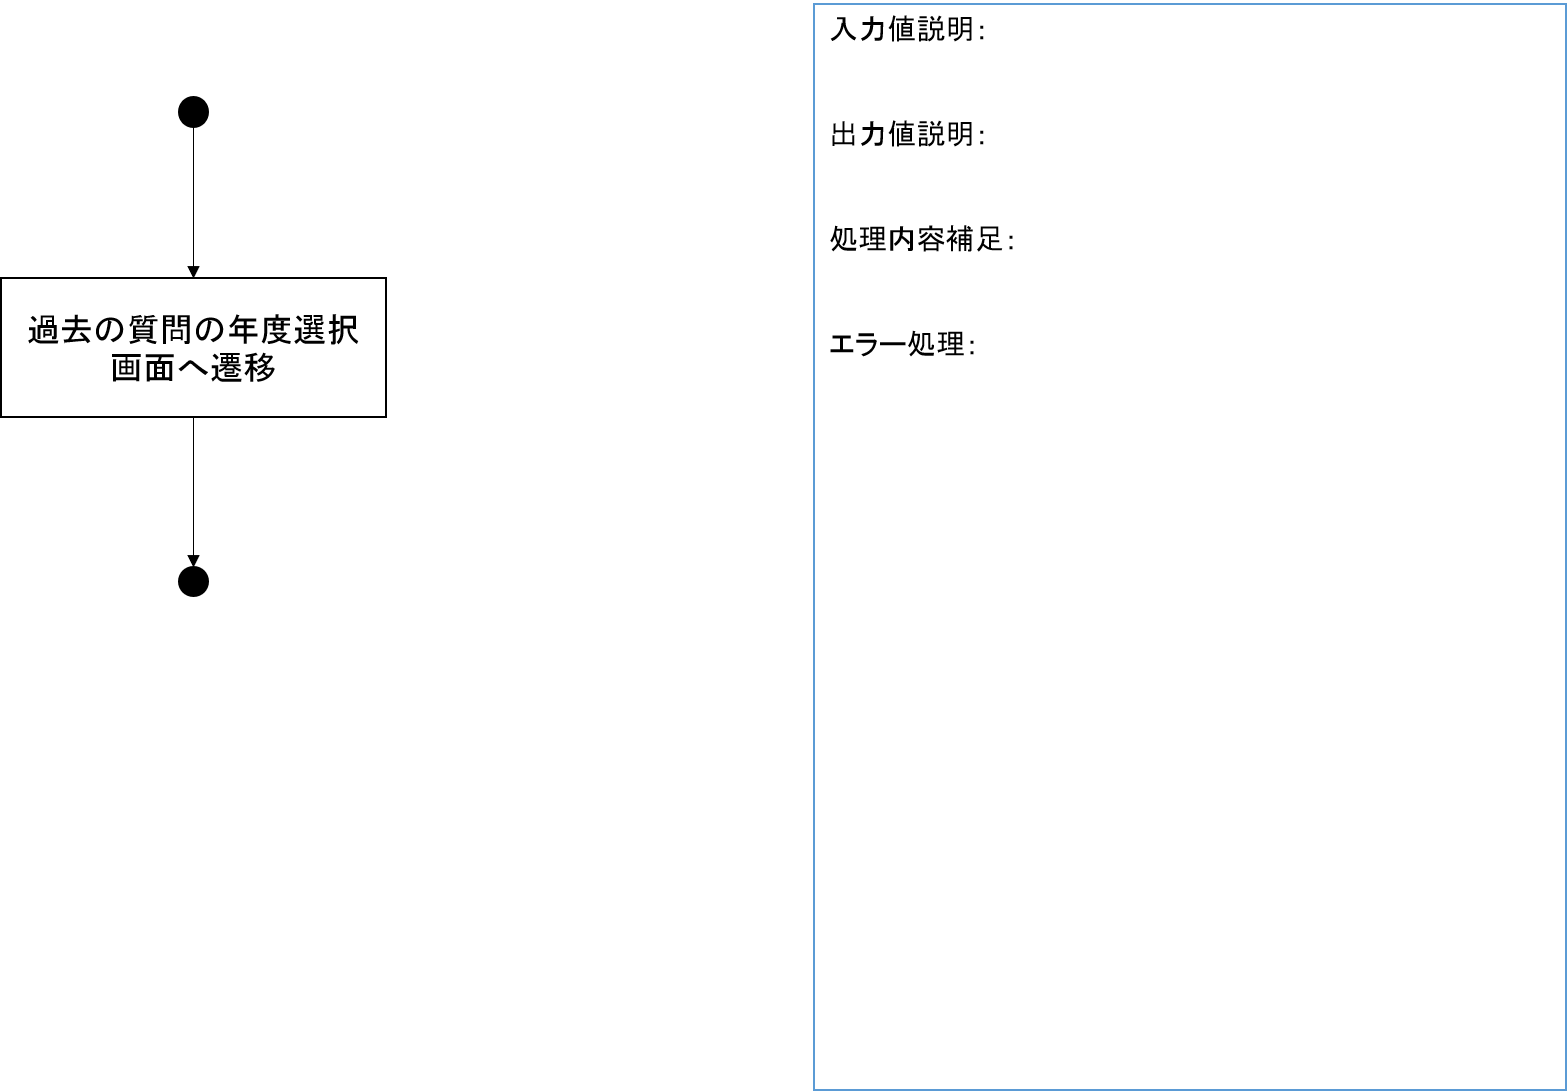 過去の質問の年度選択
画面へ遷移
入力値説明：
出力値説明：
処理内容補足：
エラー処理：